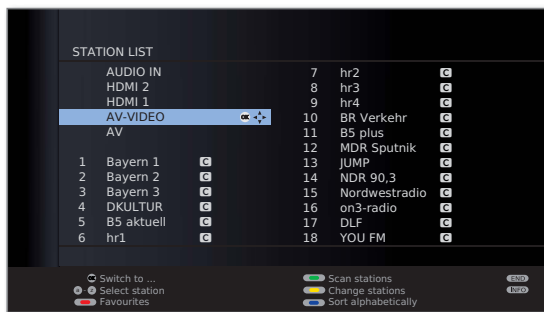 STATION LIST
AUDIO IN
HDMI 2
HDMI 1
AV-VIDEO OK
AV
1 Bayern 1 C
2 Bayern 2 C
3 Bayern 3 C
4 DKULTUR C
5 B5 aktuell C
6 hr1 C
7 hr2 C
8 hr3 C
9 hr4 C
10 BR Verkehr C
11 B5 plus C
12 MDR Sputnik C
13 JUMP C
14 NDR 90,3 C
15 Nordwestradio C
16 on3-radio C
17 DLF C
18 YOU FM C
OK Switch to ...
Select station
Favourites
Scan stations
Change stations
Sort alphabetically
END
INFO